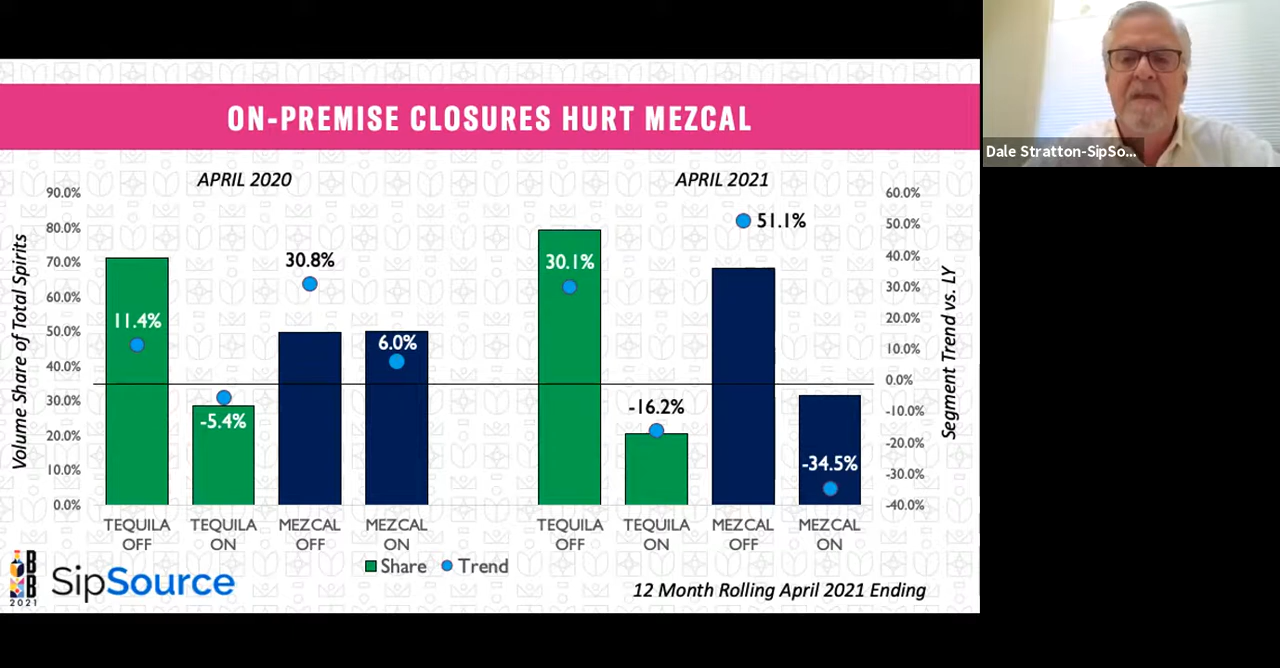 ON-PREMISE CLOSURES HURT MEZCAL
Dale Stratton-SipSo...
APRIL 2020
APRIL 2021
Volume Share of Total Spirits
90.0%
80.0%
70.0%
60.0%
50.0%
40.0%
30.0%
20.0%
10.0%
0.0%
11.4%
-5.4%
30.8%
6.0%
30.1%
-16.2%
51.1%
-34.5%
60.0%
50.0%
40.0%
30.0%
20.0%
10.0%
0.0%
-10.0%
-20.0%
-30.0%
-40.0%
Segment Trend vs. LY
TEQUILA OFF
TEQUILA ON
MEZCAL OFF
MEZCAL ON
TEQUILA OFF
TEQUILA ON
MEZCAL OFF
MEZCAL ON
Share
Trend
BB
2021
SipSource
12 Month Rolling April 2021 Ending